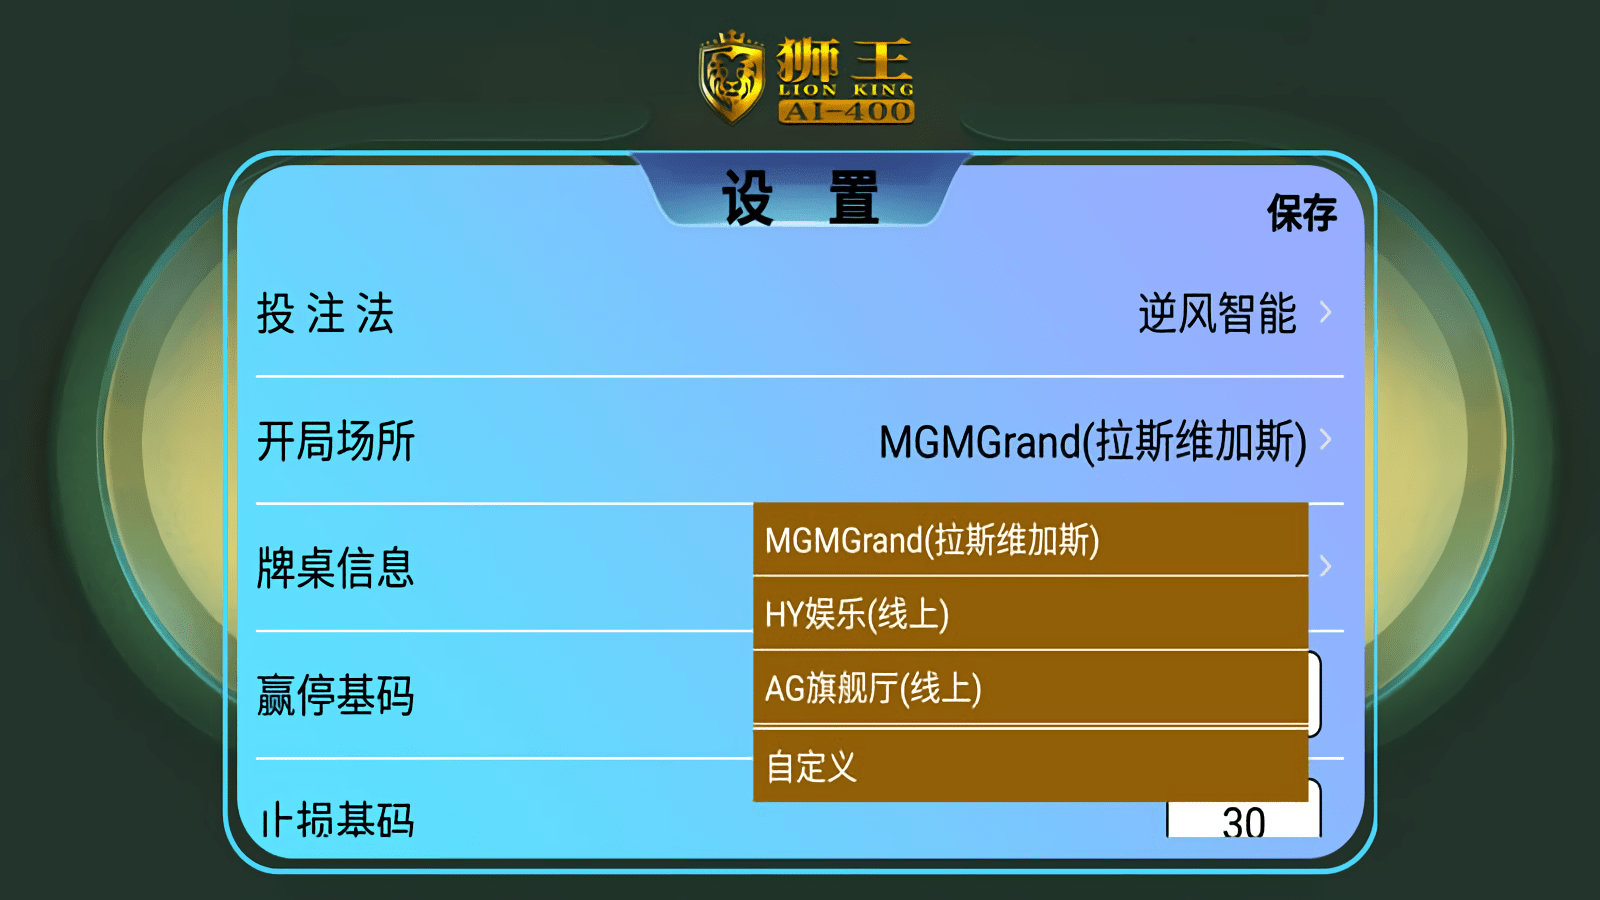 狮王
LION KING
AI-400
设 置
保存
投注法
逆风智能
开局场所
MGMGrand(拉斯维加斯)
牌桌信息
MGMGrand(拉斯维加斯)
HY娱乐(线上)
AG旗舰厅(线上)
自定义
赢停基码
止损基码
30